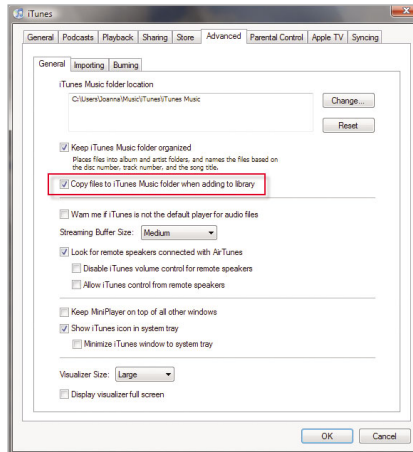 iTunes
General Podcasts Playback Sharing Store Advanced Parental Control Apple TV Syncing
General Importing Burning
iTunes Music folder location
C:\Users\Joanna\Music\iTunes\iTunes Music
Change...
Reset
Keep iTunes Music folder organized
Places files into album and artist folders, and names the files based on
the disc number, track number, and the song title.
Copy files to iTunes Music folder when adding to library
Warn me if iTunes is not the default player for audio files
Streaming Buffer Size: Medium
Look for remote speakers connected with AirTunes
Disable iTunes volume control for remote speakers
Allow iTunes control from remote speakers
Keep MiniPlayer on top of all other windows
Show iTunes icon in system tray
Minimize iTunes window to system tray
Visualizer Size: Large
Display visualizer full screen
OK Cancel